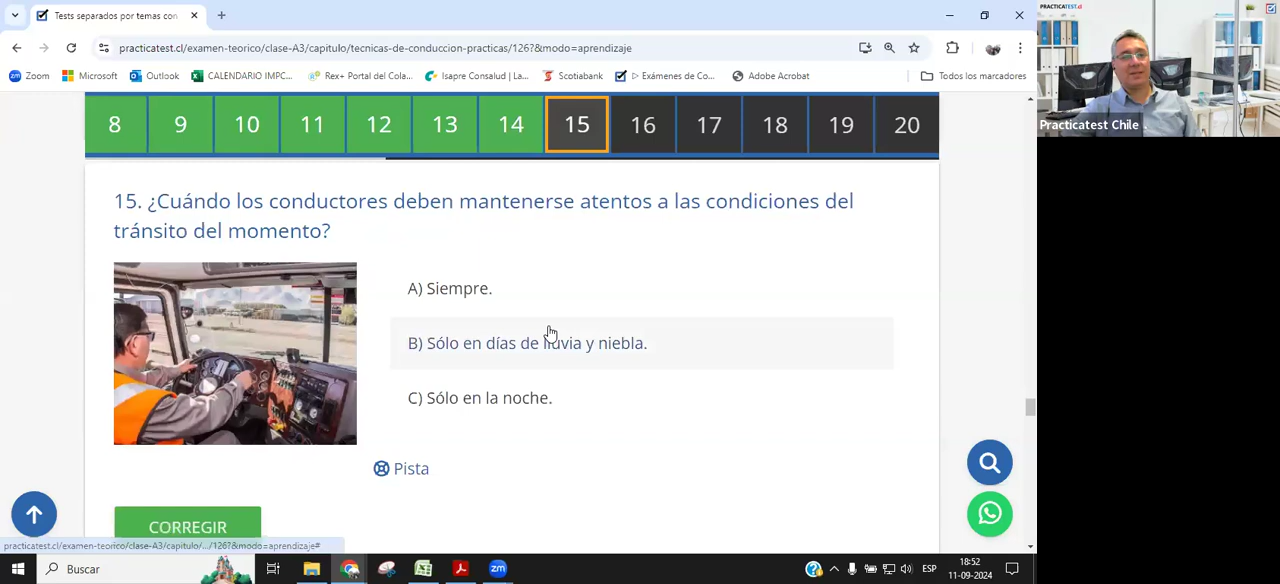 Tests separados por temas con
practicatest.cl/examen-teorico/clase-A3/capitulo/tecnicas-de-conduccion-practicas/126?&modo=aprendizaje
Zoom
Microsoft
Outlook
CALENDARIO IMPC...
Rex+ Portal del Cola...
Isapre Consalud | La...
Scotiabank
▷ Exámenes de Co...
Adobe Acrobat
Todos los marcadores
PRACTICATEST.cl
Practicatest Chile
8 9 10 11 12 13 14 15 16 17 18 19 20
15. ¿Cuándo los conductores deben mantenerse atentos a las condiciones del
tránsito del momento?
A) Siempre.
B) Sólo en días de lluvia y niebla.
C) Sólo en la noche.
Pista
CORREGIR
practicatest.cl/examen-teorico/clase-A3/capitulo/.../126?&modo=aprendizaje#
Buscar
zm
ESP
18:52
11-09-2024